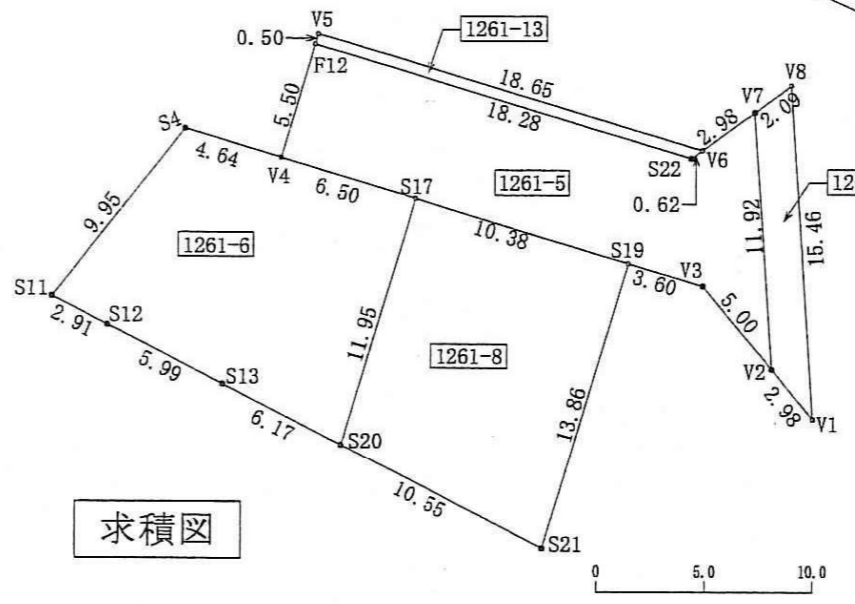 V5
0.50
1261-13
F12
18.65
18.28
V8
V7
2.09
2.98
V6
S22
0.62
5.50
S4
4.64
V4
6.50
S17
1261-5
12
11.92
15.46
9.95
1261-6
10.38
S19
3.60
V3
5.00
S11
2.91
S12
11.95
1261-8
5.99
S13
13.86
V2
2.98
V1
6.17
S20
10.55
S21
求積図
0 5.0 10.0